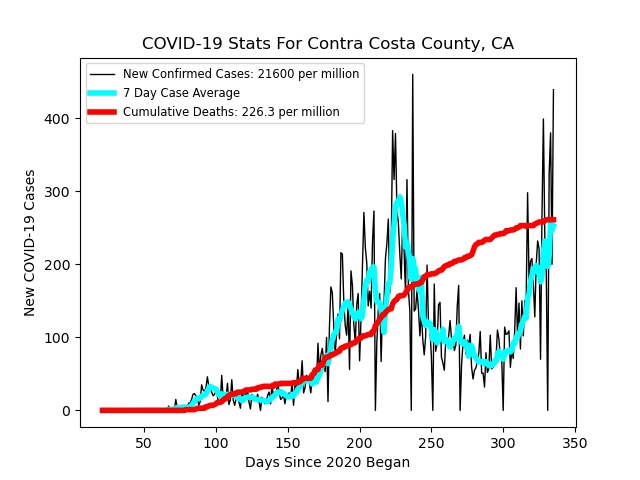 COVID-19 Stats For Contra Costa County, CA
New Confirmed Cases: 21600 per million
7 Day Case Average
Cumulative Deaths: 226.3 per million
New COVID-19 Cases
400
300
200
100
0
50 100 150 200 250 300 350
Days Since 2020 Began